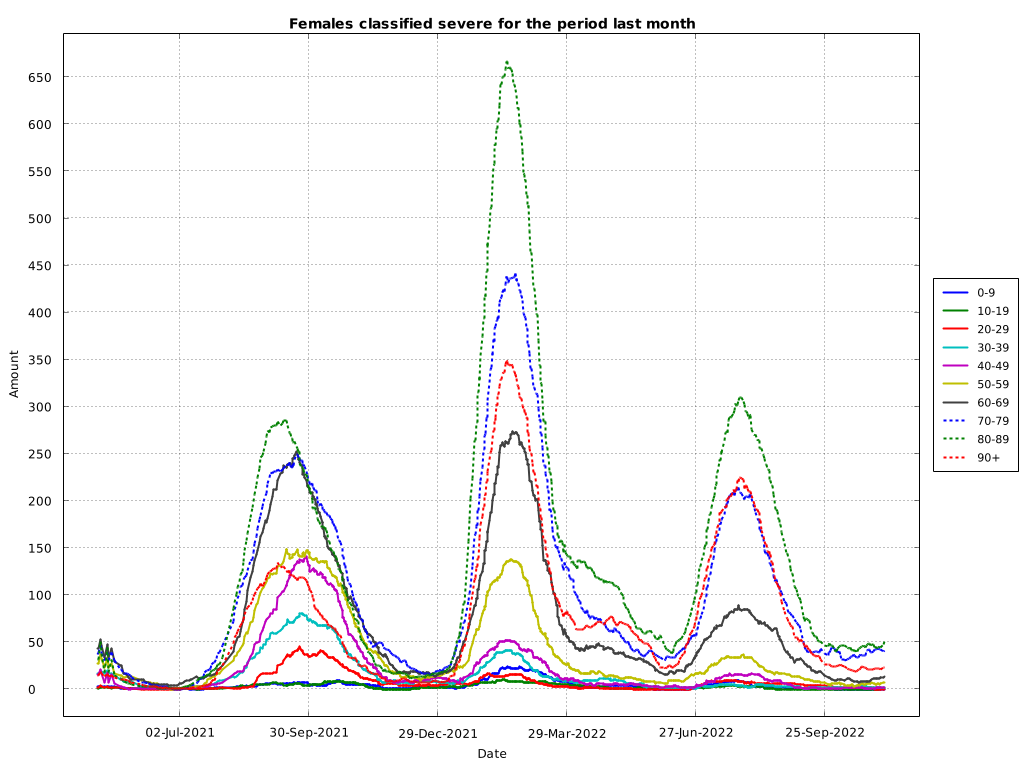 Females classified severe for the period last month
Amount
650
600
550
500
450
400
350
300
250
200
150
100
50
0
02-Jul-2021
30-Sep-2021
29-Dec-2021
29-Mar-2022
27-Jun-2022
25-Sep-2022
Date
0-9
10-19
20-29
30-39
40-49
50-59
60-69
70-79
80-89
90+